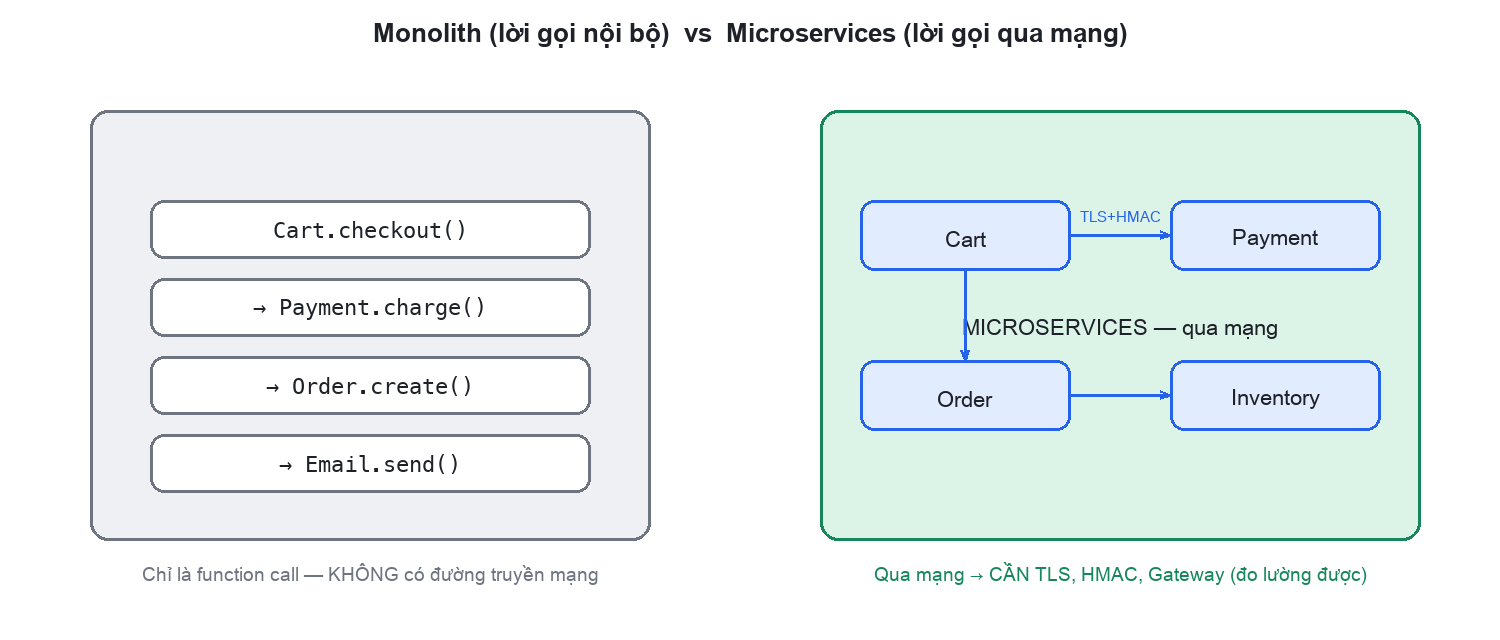 Monolith (lời gọi nội bộ)  vs  Microservices (lời gọi qua mạng)
Cart.checkout()
→ Payment.charge()
→ Order.create()
→ Email.send()
Chỉ là function call — KHÔNG có đường truyền mạng
Cart
TLS+HMAC
Payment
MICROSERVICES — qua mạng
Order
Inventory
Qua mạng → CẦN TLS, HMAC, Gateway (đo lường được)